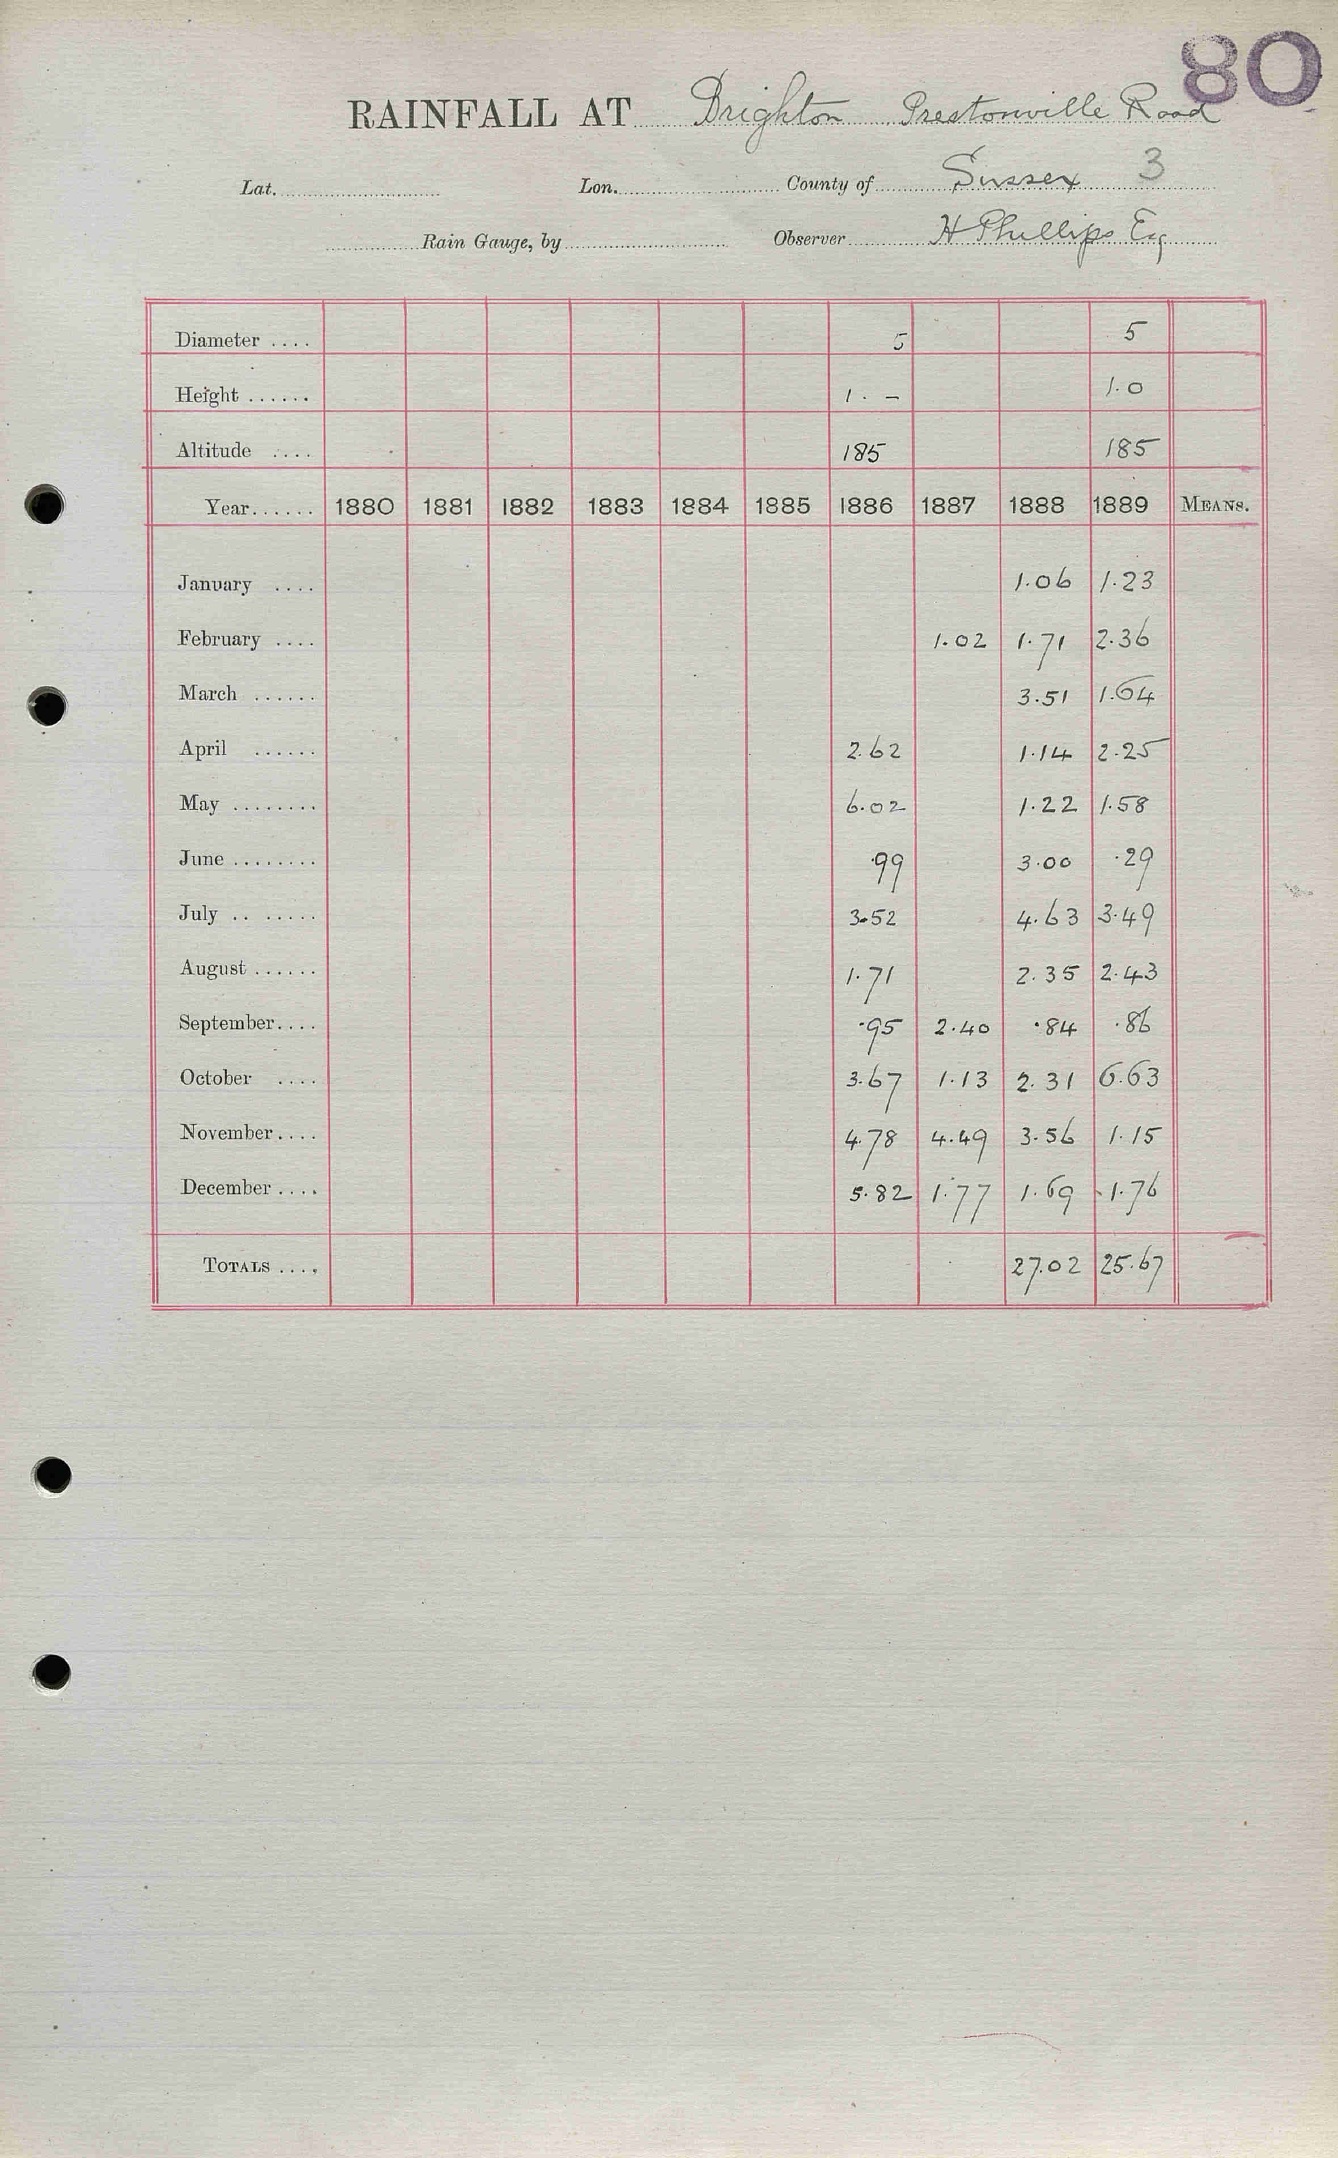 80
RAINFALL AT Brighton Prestonville Road
Lat. Lon. County of Sussex 3
Rain Gauge, by Observer H Phillips Esq
Diameter .... 5 5
Height ...... 1. – 1.0
Altitude .... 185 185
Year...... 1880 1881 1882 1883 1884 1885 1886 1887 1888 1889 MEANS.
January .... 1.06 1.23
February .... 1.02 1.71 2.36
March ...... 3.51 1.64
April ...... 2.62 1.14 2.25
May ........ 6.02 1.22 1.58
June ........ .99 3.00 .29
July .. ..... 3.52 4.63 3.49
August ...... 1.71 2.35 2.43
September.... .95 2.40 .84 .86
October .... 3.67 1.13 2.31 6.63
November.... 4.78 4.49 3.56 1.15
December .... 5.82 1.77 1.69 1.76
TOTALS .... 27.02 25.67